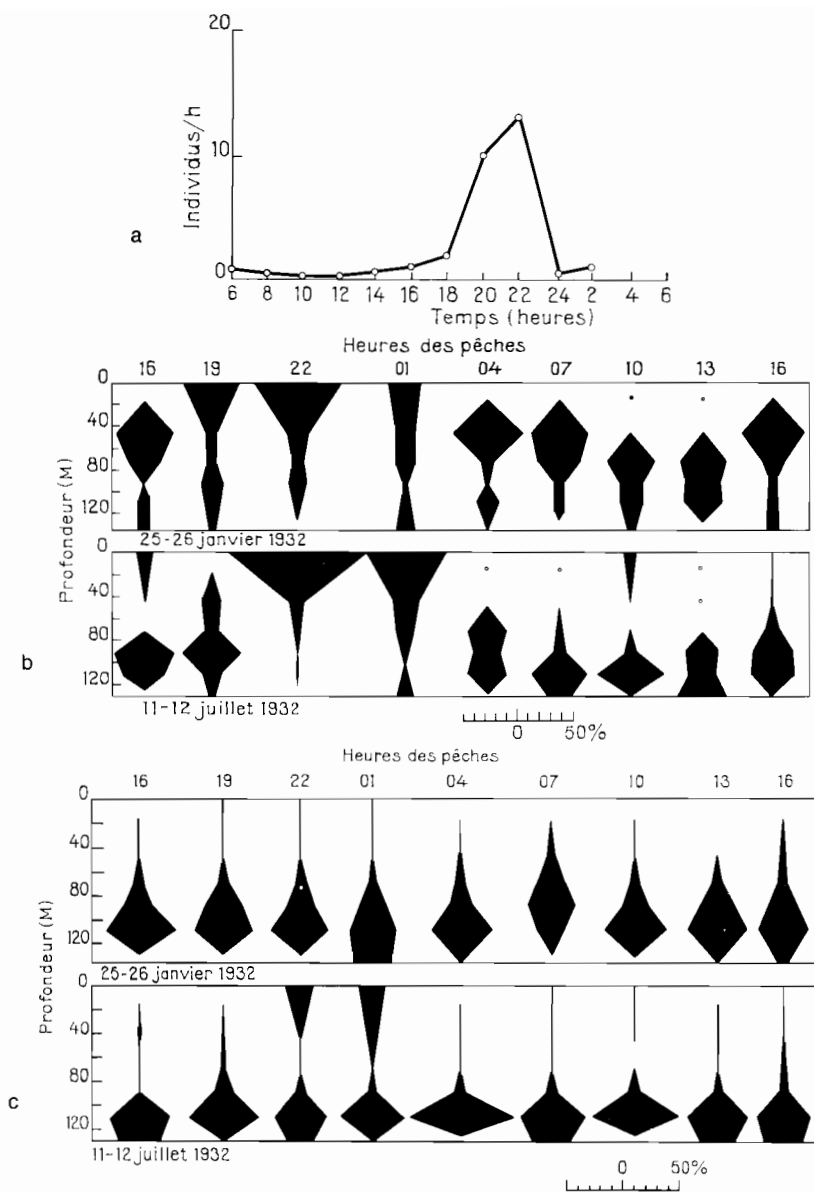 20
10
0
Individus/h
a
6 8 10 12 14 16 18 20 22 24 2 4 6
Temps (heures)
Heures des pêches
16 19 22 01 04 07 10 13 16
0
40
80
120
25-26 janvier 1932
Profondeur (M)
0
40
80
120
b
11-12 juillet 1932
0 50%
Heures des pêches
16 19 22 01 04 07 10 13 16
0
40
80
120
25-26 janvier 1932
Profondeur (M)
0
40
80
120
c
11-12 juillet 1932
0 50%